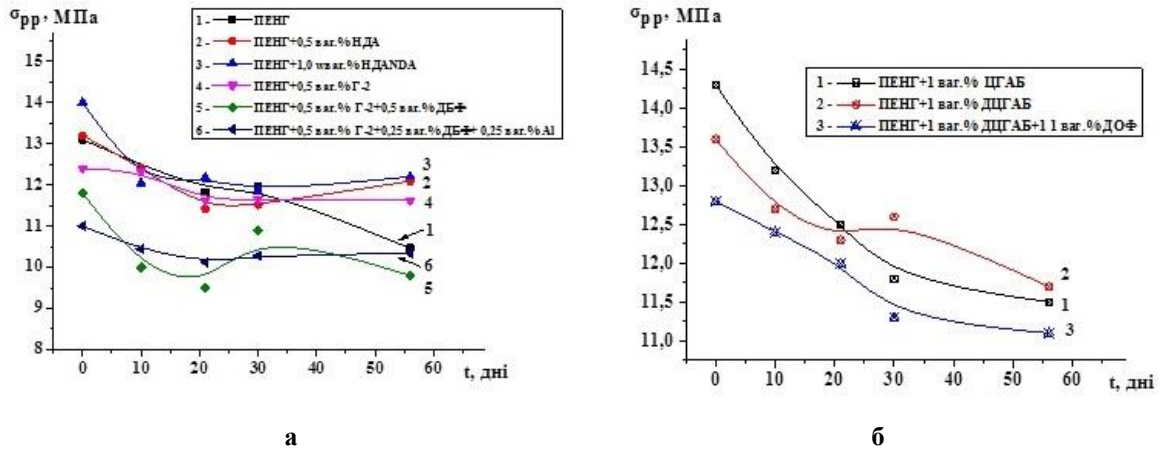 σрр, МПа
1 - ПЕНГ
2 - ПЕНГ+0,5 ваг.% НДА
3 - ПЕНГ+1,0 wваг.% НДАNDA
4 - ПЕНГ+0,5 ваг.% Г-2
5 - ПЕНГ+0,5 ваг.% Г-2+0,5 ваг.% ДБФ
6 - ПЕНГ+0,5 ваг.% Г-2+0,25 ваг.% ДБФ+ 0,25 ваг.% Al
15
14
13
12
11
10
9
8
3
2
4
1
6
5
0 10 20 30 40 50 60
t, дні
а
σрр, МПа
1 - ПЕНГ+1 ваг.% ЦГАБ
2 - ПЕНГ+1 ваг.% ДЦГАБ
3 - ПЕНГ+1 ваг.% ДЦГАБ+1 1 ваг.% ДОФ
14,5
14,0
13,5
13,0
12,5
12,0
11,5
11,0
2
1
3
0 10 20 30 40 50 60
t, дні
б